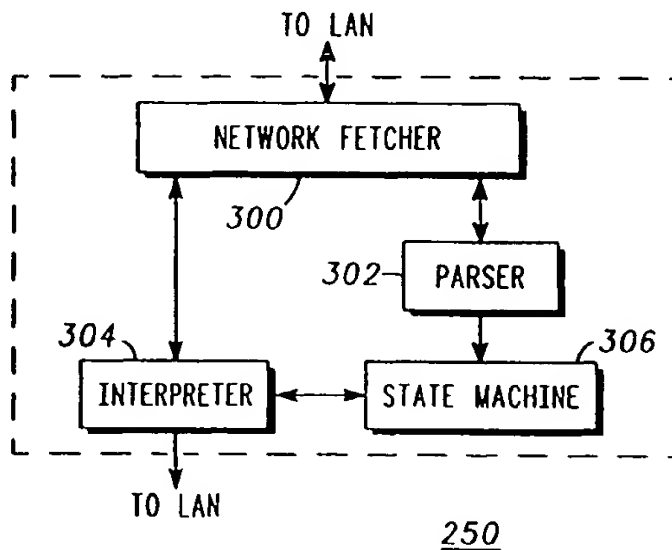 TO LAN
NETWORK FETCHER
300
302
PARSER
304
306
INTERPRETER
STATE MACHINE
TO LAN
250